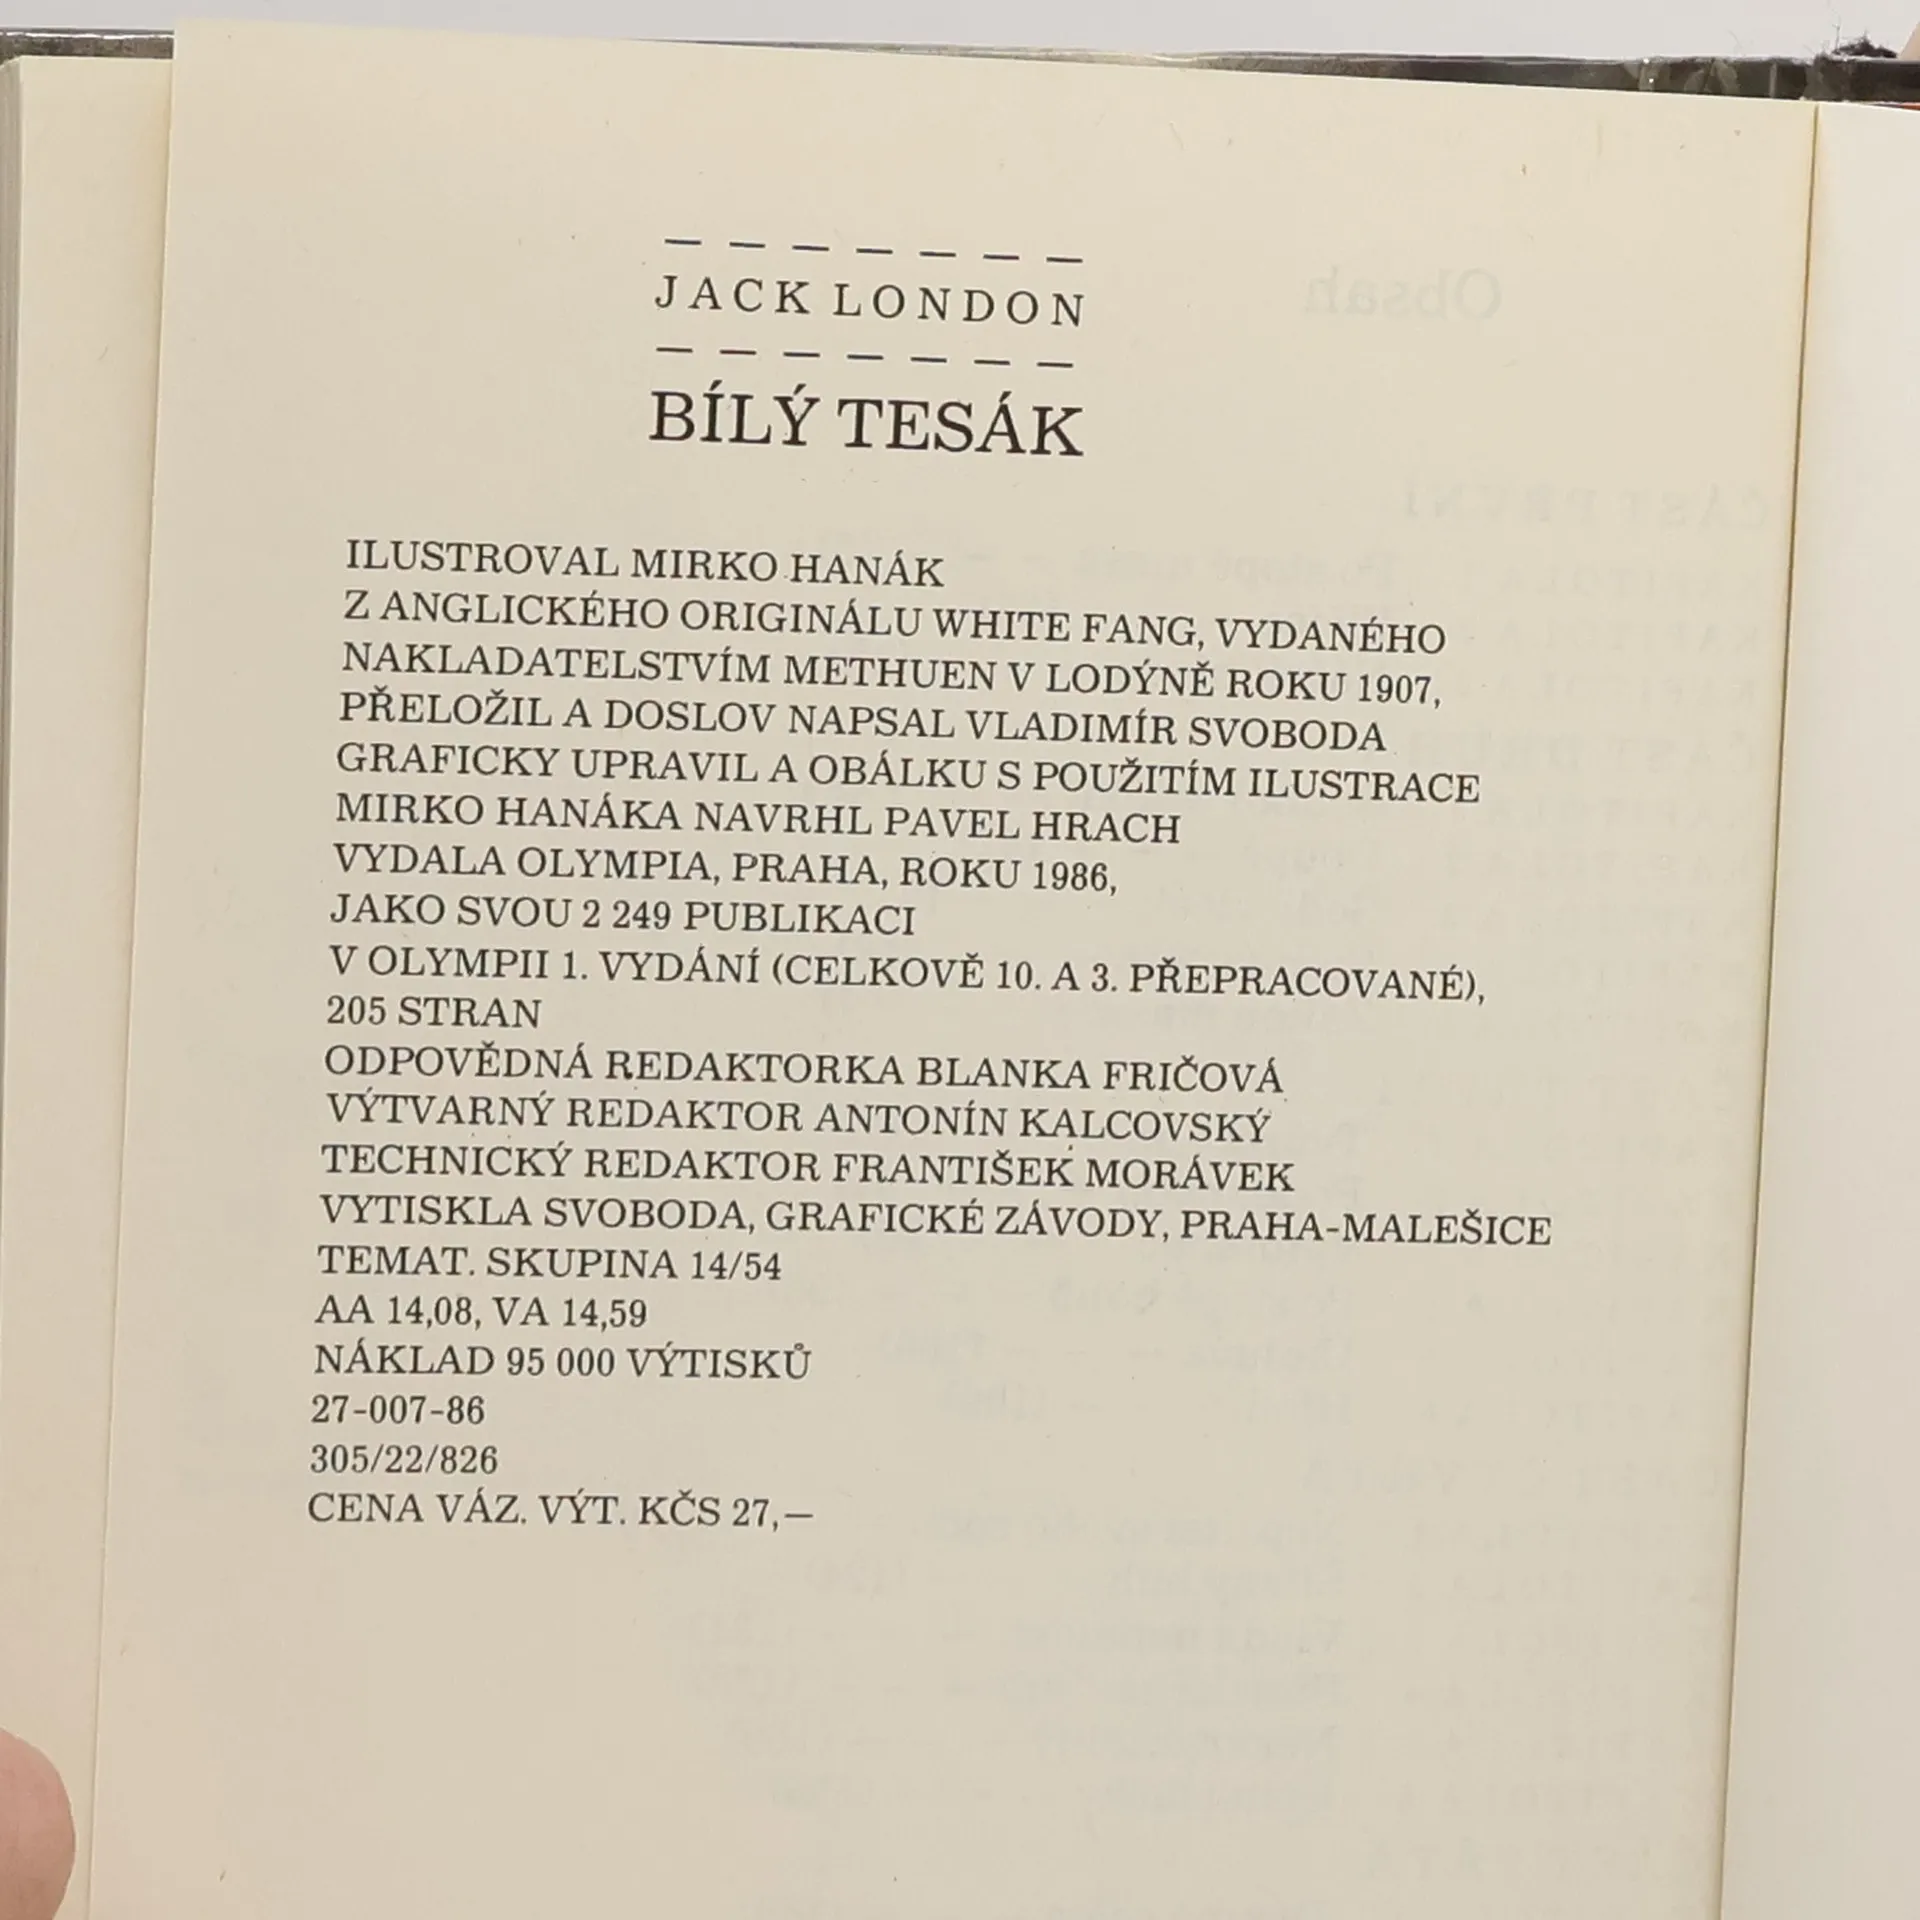 JACK LONDON
BÍLÝ TESÁK
ILUSTROVAL MIRKO HANÁK
Z ANGLICKÉHO ORIGINÁLU WHITE FANG, VYDANÉHO
NAKLADATELSTVÍM METHUEN V LODÝNĚ ROKU 1907,
PŘELOŽIL A DOSLOV NAPSAL VLADIMÍR SVOBODA
GRAFICKY UPRAVIL A OBÁLKU S POUŽITÍM ILUSTRACE
MIRKO HANÁKA NAVRHL PAVEL HRACH
VYDALA OLYMPIA, PRAHA, ROKU 1986,
JAKO SVOU 2 249 PUBLIKACI
V OLYMPII 1. VYDÁNÍ (CELKOVĚ 10. A 3. PŘEPRACOVANÉ),
205 STRAN
ODPOVĚDNÁ REDAKTORKA BLANKA FRIČOVÁ
VÝTVARNÝ REDAKTOR ANTONÍN KALCOVSKÝ
TECHNICKÝ REDAKTOR FRANTIŠEK MORÁVEK
VYTISKLA SVOBODA, GRAFICKÉ ZÁVODY, PRAHA-MALEŠICE
TEMAT. SKUPINA 14/54
AA 14,08, VA 14,59
NÁKLAD 95 000 VÝTISKŮ
27-007-86
305/22/826
CENA VÁZ. VÝT. KČS 27,—